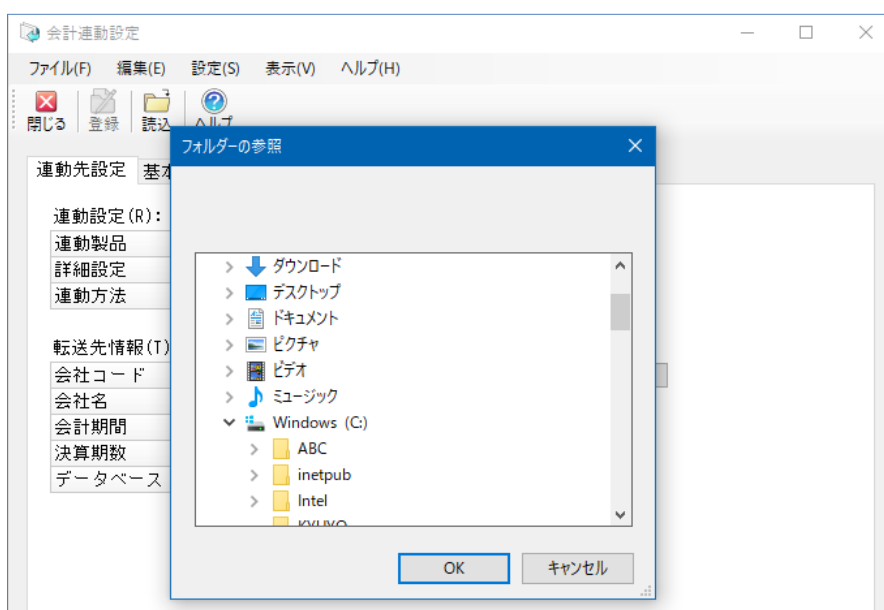 会計連動設定
ファイル(F) 編集(E) 設定(S) 表示(V) ヘルプ(H)
閉じる 登録 読込 ヘルプ
フォルダーの参照
連動先設定 基本
連動設定(R):
連動製品
詳細設定
連動方法
転送先情報(T)
会社コード
会社名
会計期間
決算期数
データベース
ダウンロード
デスクトップ
ドキュメント
ピクチャ
ビデオ
ミュージック
Windows (C:)
ABC
inetpub
Intel
KYUYO
OK キャンセル